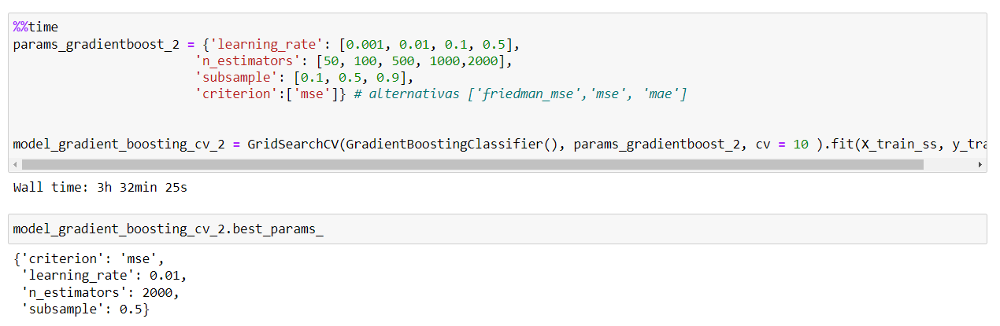 %%time
params_gradientboost_2 = {'learning_rate': [0.001, 0.01, 0.1, 0.5],
'n_estimators': [50, 100, 500, 1000,2000],
'subsample': [0.1, 0.5, 0.9],
'criterion':['mse']} # alternativas ['friedman_mse','mse', 'mae']
model_gradient_boosting_cv_2 = GridSearchCV(GradientBoostingClassifier(), params_gradientboost_2, cv = 10 ).fit(X_train_ss, y_tra
Wall time: 3h 32min 25s
model_gradient_boosting_cv_2.best_params_
{'criterion': 'mse',
'learning_rate': 0.01,
'n_estimators': 2000,
'subsample': 0.5}